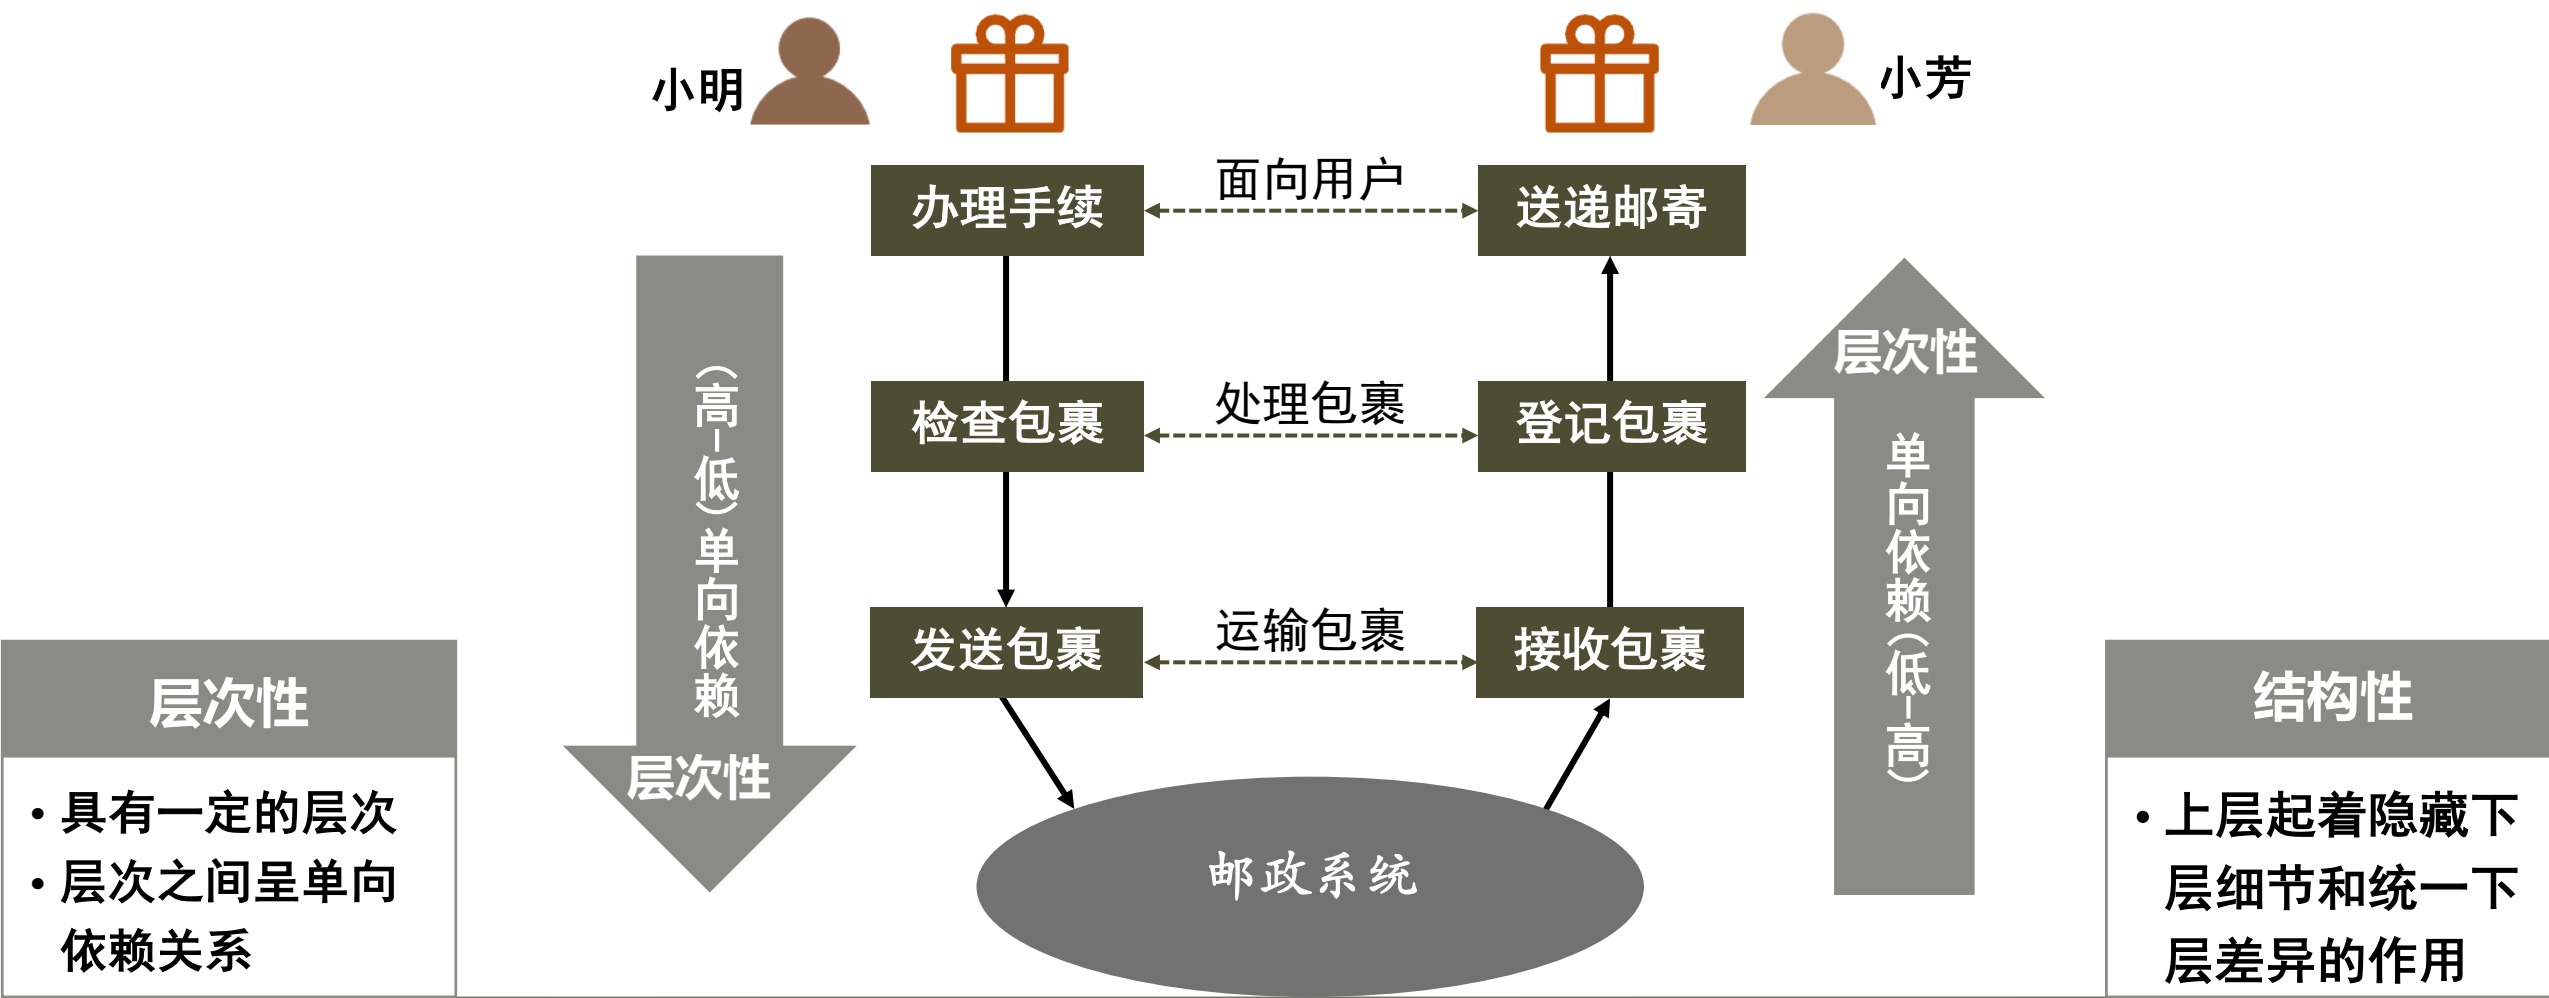 小明
小芳
办理手续
面向用户
送递邮寄
检查包裹
处理包裹
登记包裹
发送包裹
运输包裹
接收包裹
邮政系统
（高-低）单向依赖
层次性
层次性
单向依赖（低-高）
层次性
• 具有一定的层次
• 层次之间呈单向
依赖关系
结构性
• 上层起着隐藏下
层细节和统一下
层差异的作用